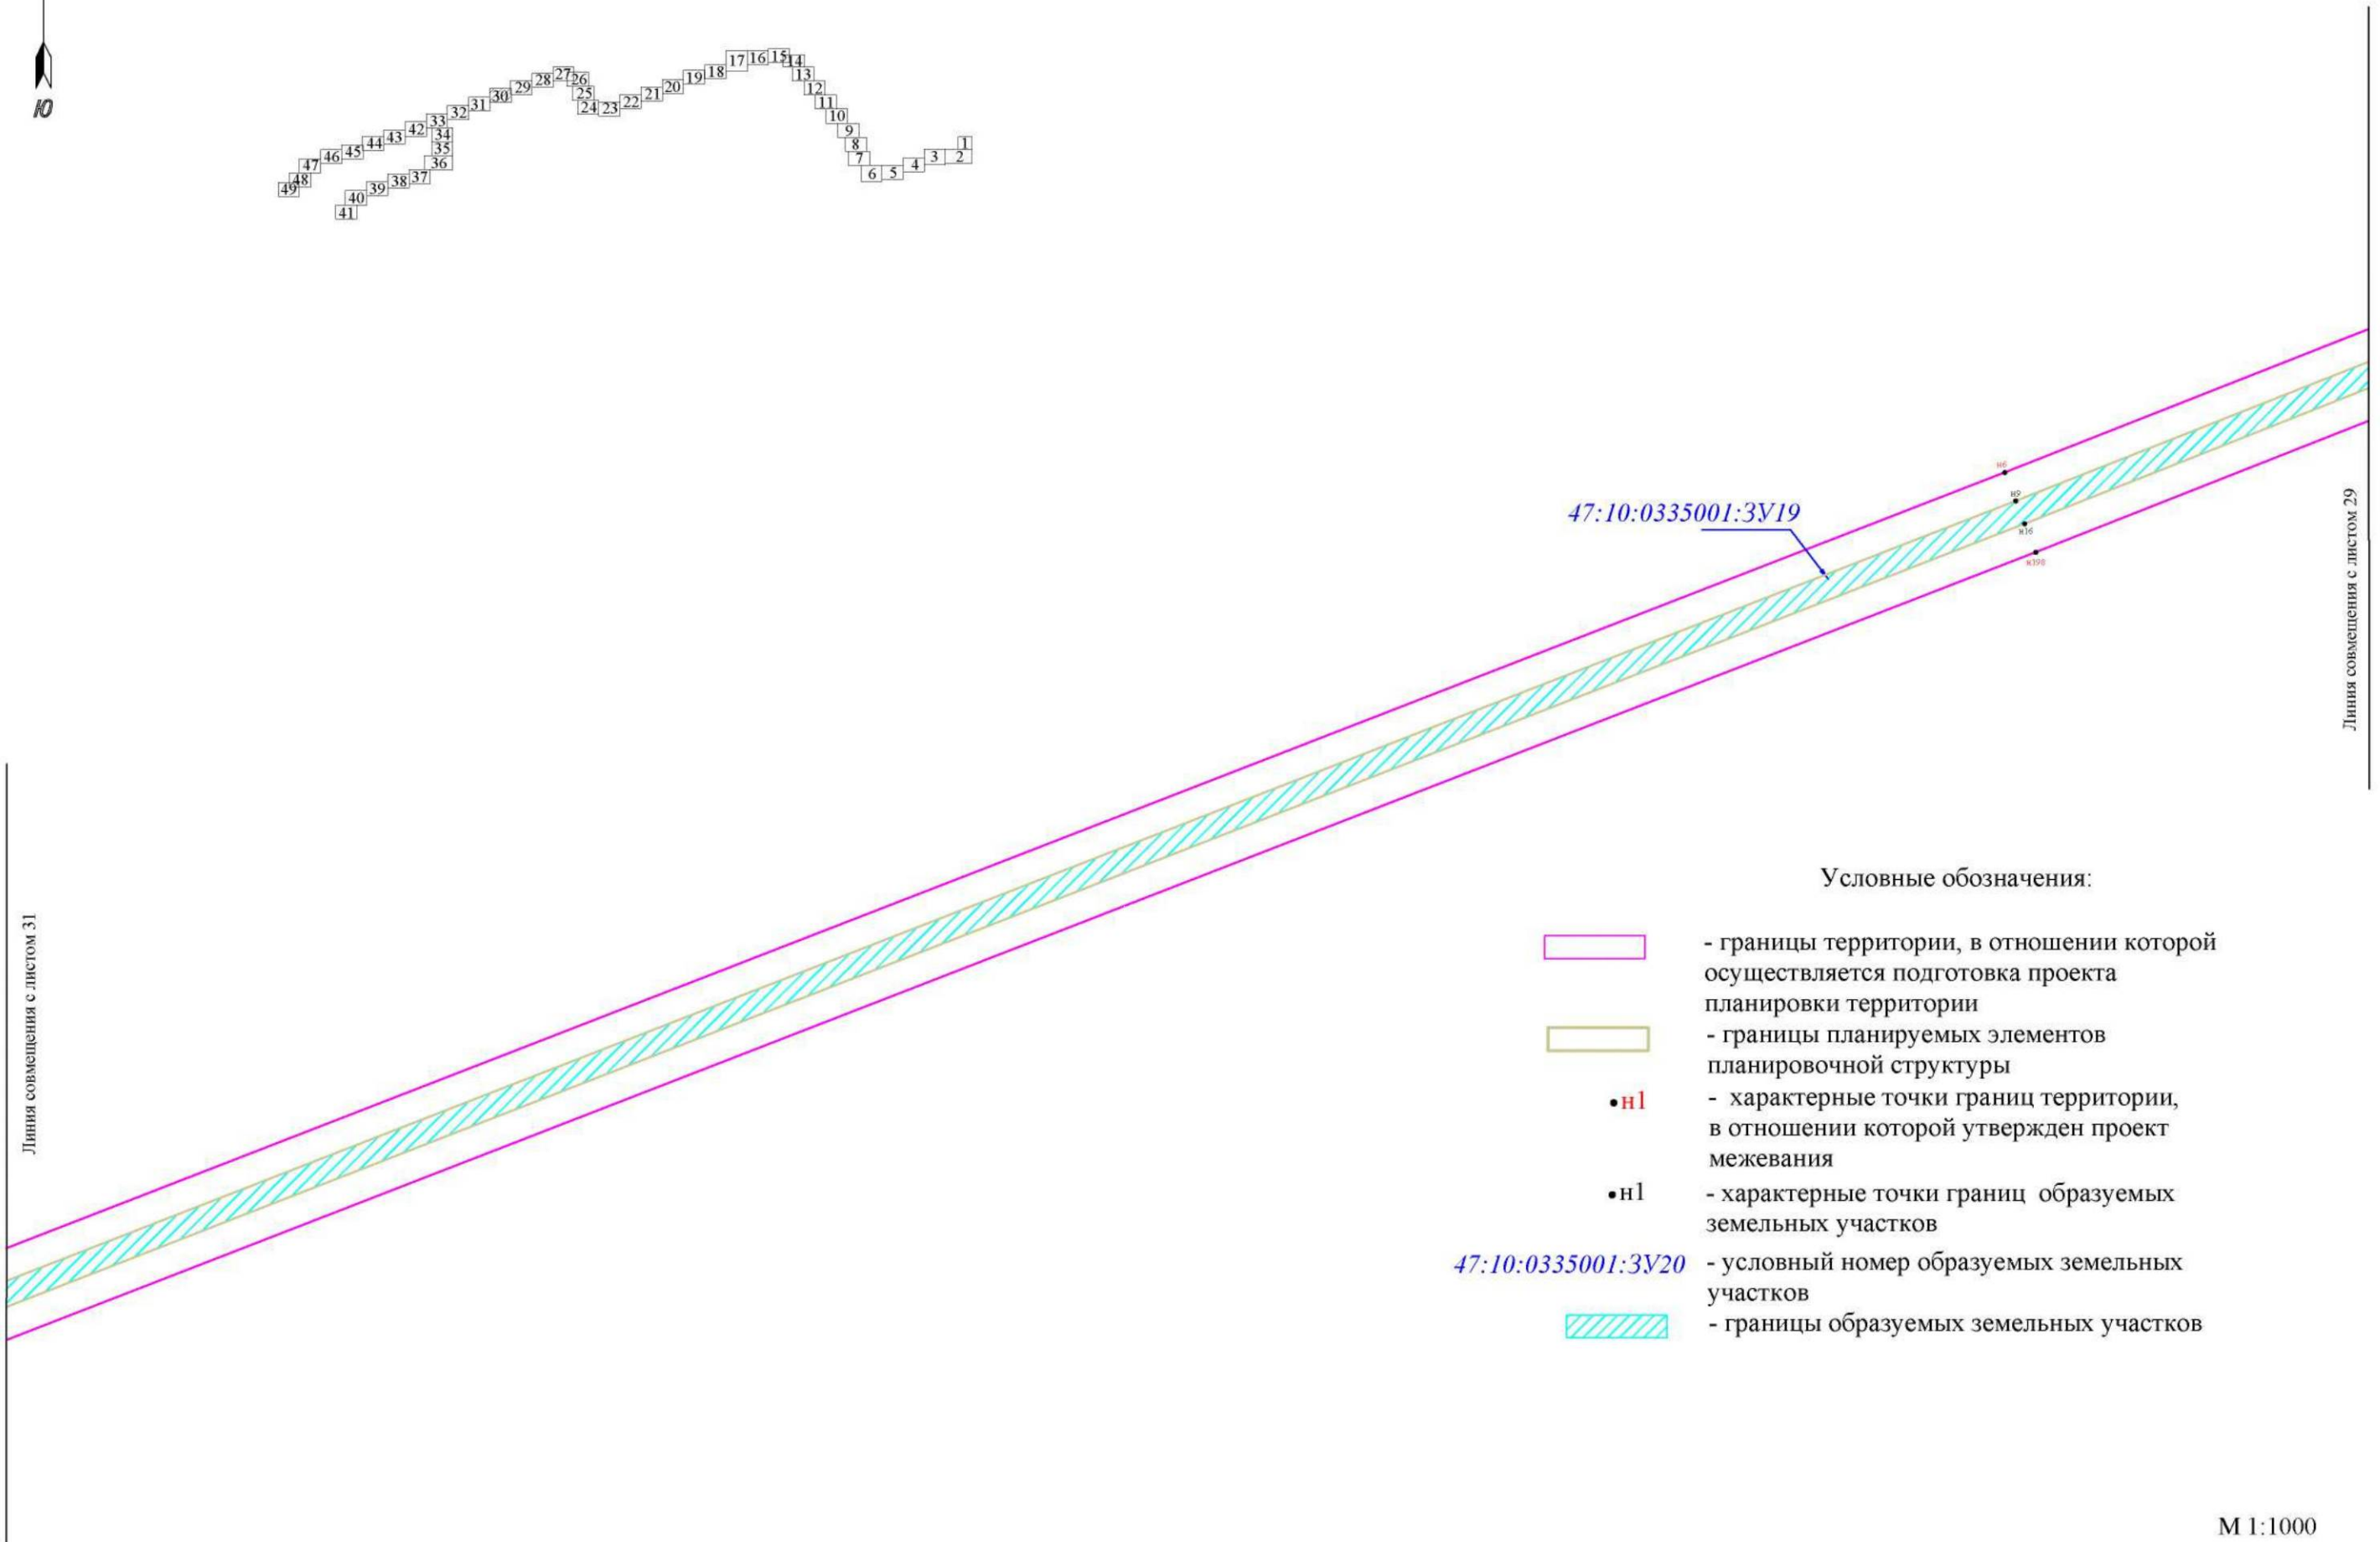 Ю
1
2
3
4
5
6
7
8
9
10
11
12
13
14
15
16
17
18
19
20
21
22
23
24
25
26
27
28
29
30
31
32
33
34
35
36
37
38
39
40
41
42
43
44
45
46
47
48
49
н6
н9
н16
н398
47:10:0335001:ЗУ19
Линия совмещения с листом 29
Линия совмещения с листом 31
Условные обозначения:
- границы территории, в отношении которой
осуществляется подготовка проекта
планировки территории
- границы планируемых элементов
планировочной структуры
н1
- характерные точки границ территории,
в отношении которой утвержден проект
межевания
н1
- характерные точки границ образуемых
земельных участков
47:10:0335001:ЗУ20
- условный номер образуемых земельных
участков
- границы образуемых земельных участков
М 1:1000